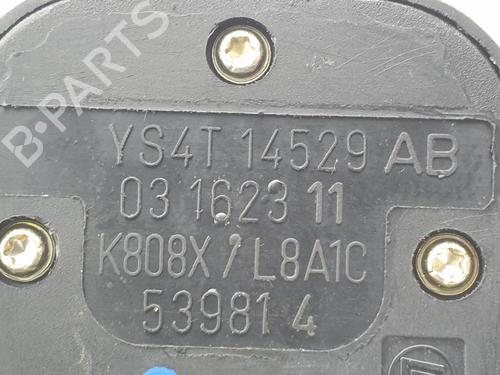 B-PARTS
YS4T 14529 AB
03 1623 11
K808X/L8A1C
53981 4